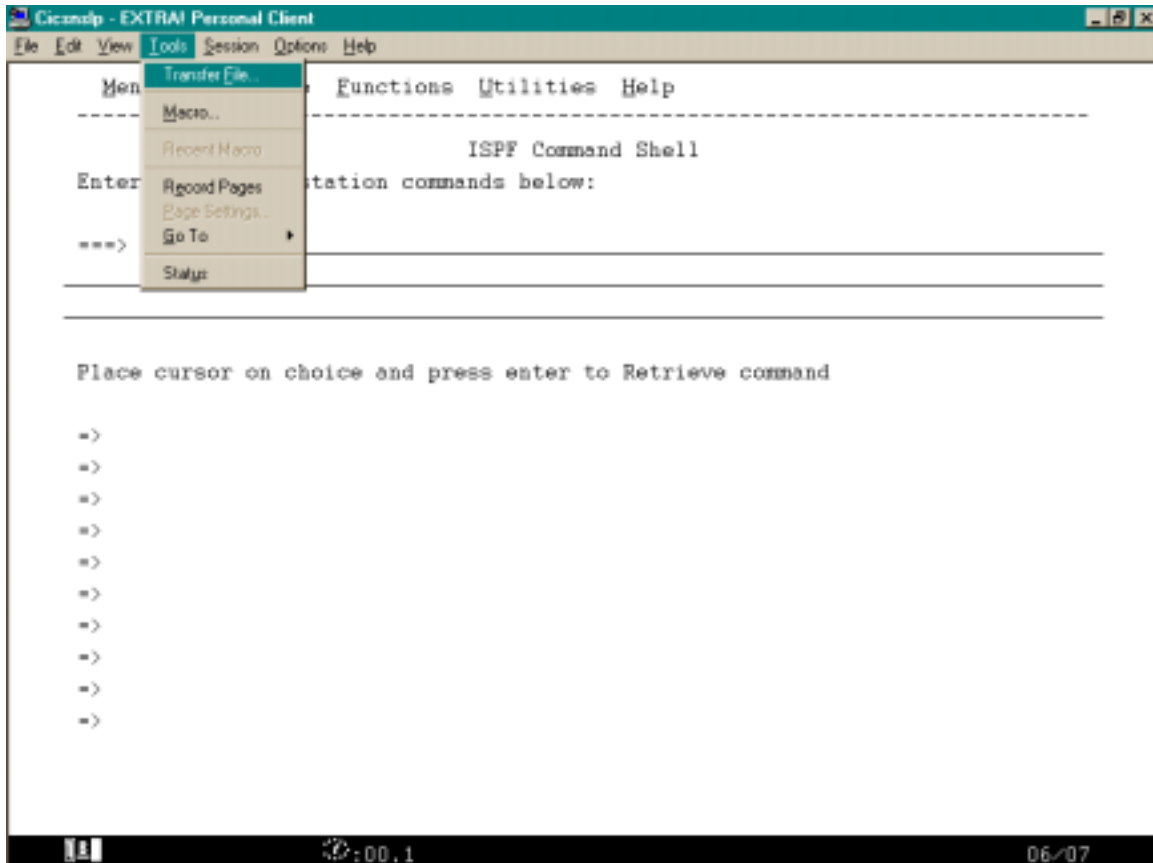 Cicsnslp - EXTRA! Personal Client
File Edit View Tools Session Options Help
Transfer File...
Macro...
Recent Macro
Record Pages
Page Settings...
Go To
Status
Men Functions Utilities Help
ISPF Command Shell
Enter station commands below:
===>
Place cursor on choice and press enter to Retrieve command
=>
=>
=>
=>
=>
=>
=>
=>
=>
=>
:00.1
06/07